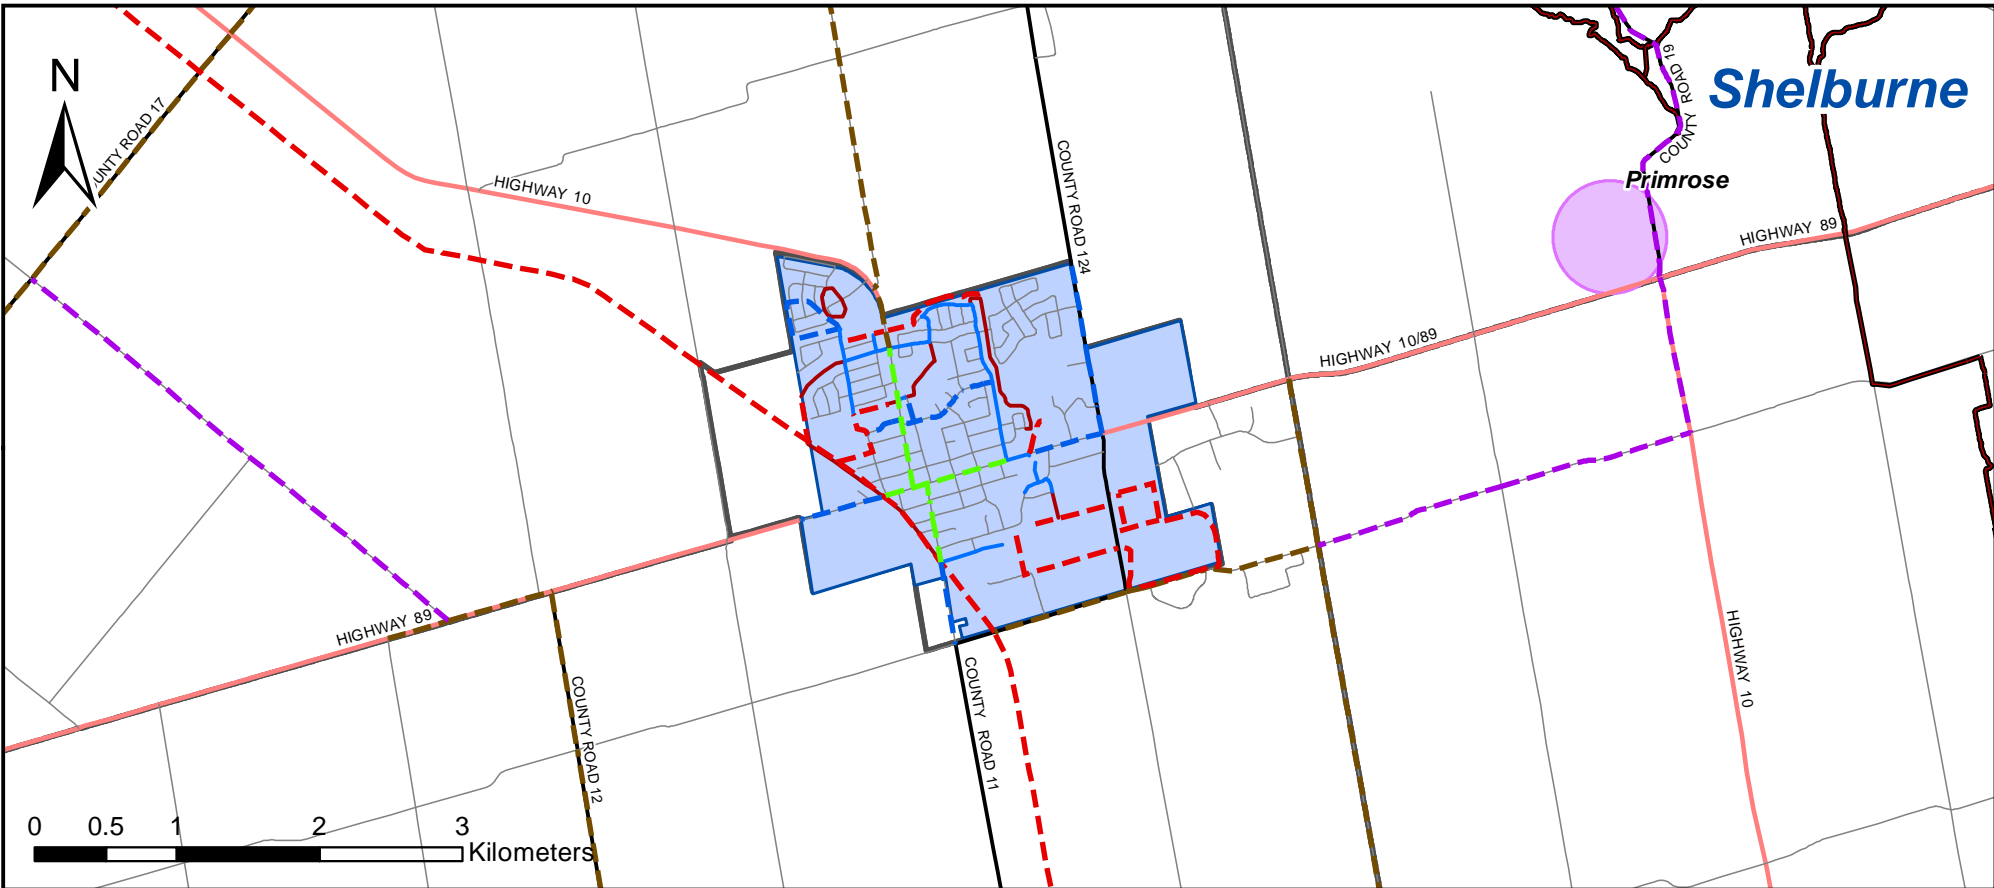 N
Shelburne
COUNTY ROAD 19
UNTY ROAD 17
COUNTY ROAD 124
HIGHWAY 10
Primrose
HIGHWAY 89
HIGHWAY 10/89
HIGHWAY 89
HIGHWAY 10
COUNTY ROAD 12
COUNTY ROAD 11
0 0.5 1 2 3
Kilometers